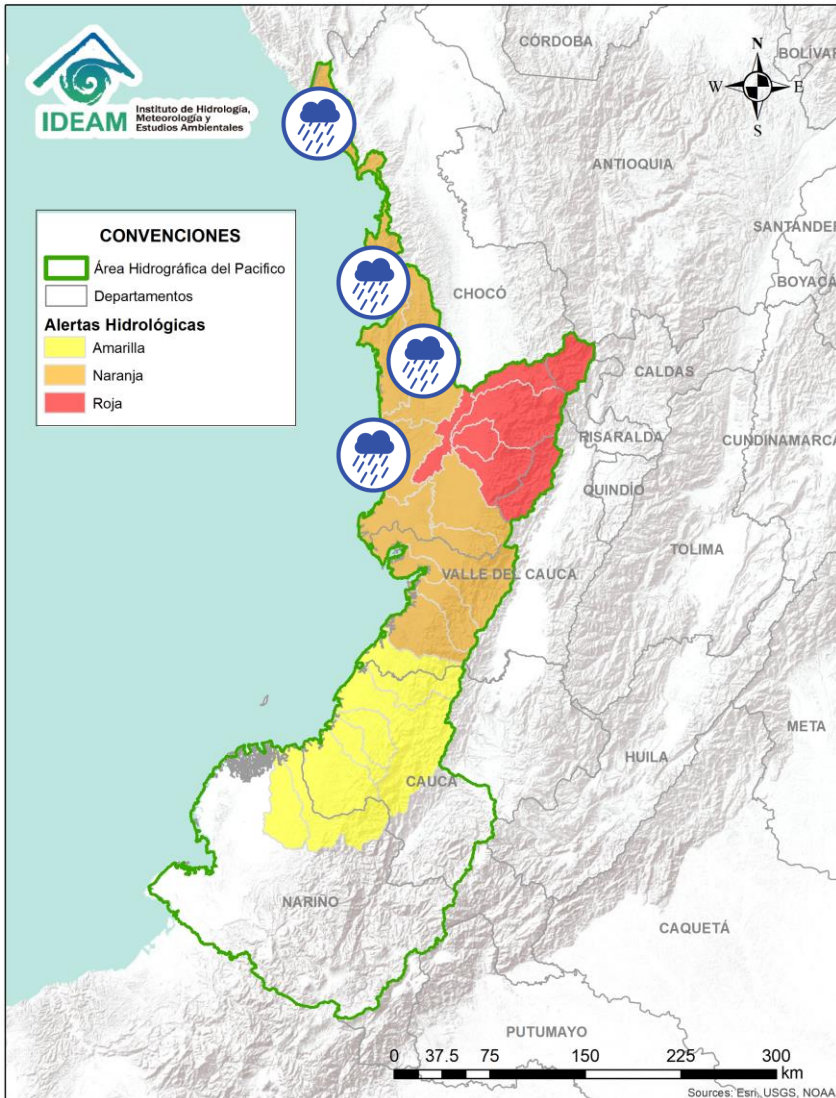 CÓRDOBA
BOLÍVAR
N
W
E
S
IDEAM
Instituto de Hidrología,
Meteorología y
Estudios Ambientales
ANTIOQUIA
SANTANDER
CONVENCIONES
Área Hidrográfica del Pacifico
Departamentos
Alertas Hidrológicas
Amarilla
Naranja
Roja
BOYACÁ
CHOCÓ
CALDAS
RISARALDA
CUNDINAMARCA
QUINDÍO
TOLIMA
VALLE DEL CAUCA
META
HUILA
CAUCA
NARIÑO
CAQUETÁ
PUTUMAYO
0 37.5 75 150 225 300
km
Sources: Esri, USGS, NOAA